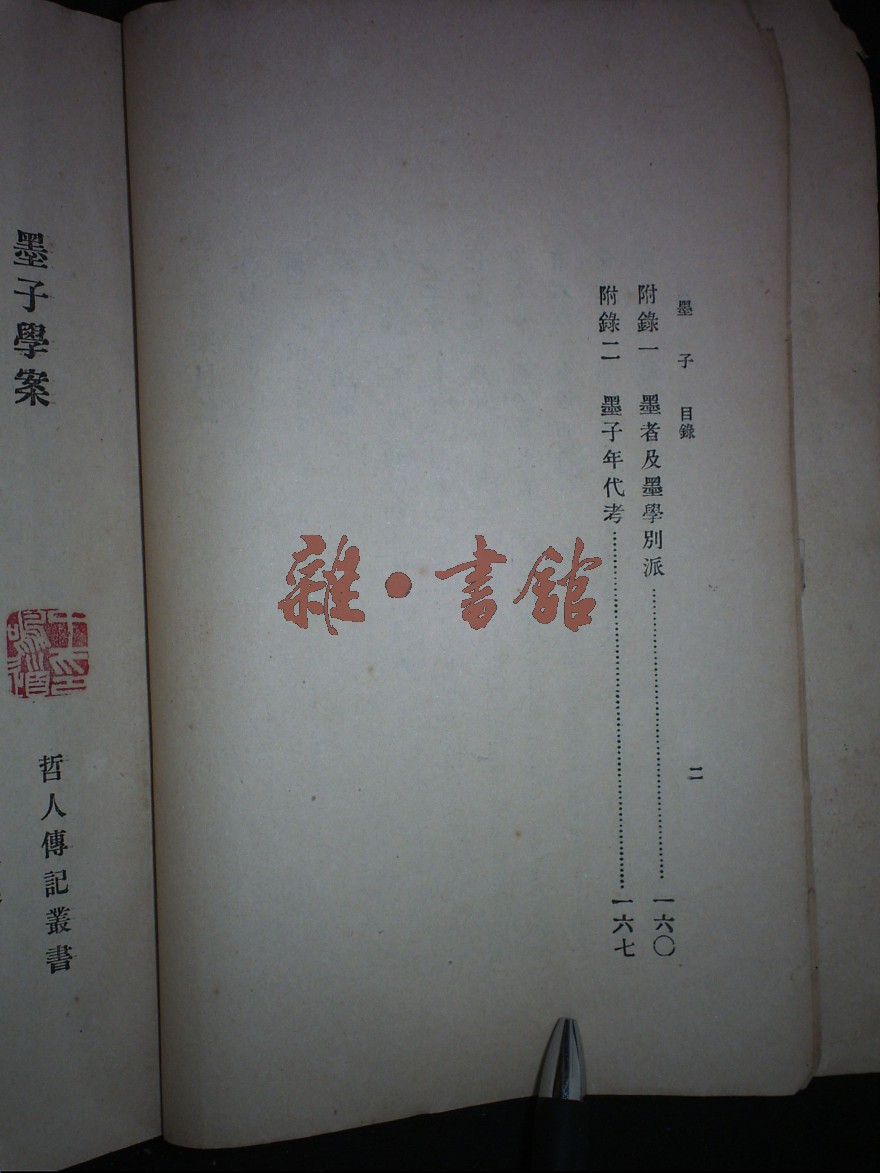 墨子 目錄 二
附錄一 墨者及墨學別派……一六〇
附錄二 墨子年代考……一六七
雜·書館
墨子學案
哲人傳記叢書